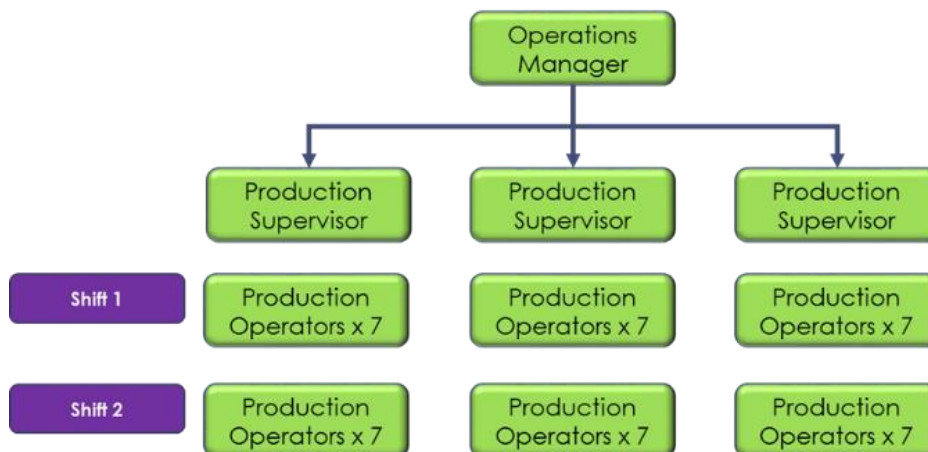 Operations
Manager
Production
Supervisor
Production
Supervisor
Production
Supervisor
Shift 1
Production
Operators x 7
Production
Operators x 7
Production
Operators x 7
Shift 2
Production
Operators x 7
Production
Operators x 7
Production
Operators x 7